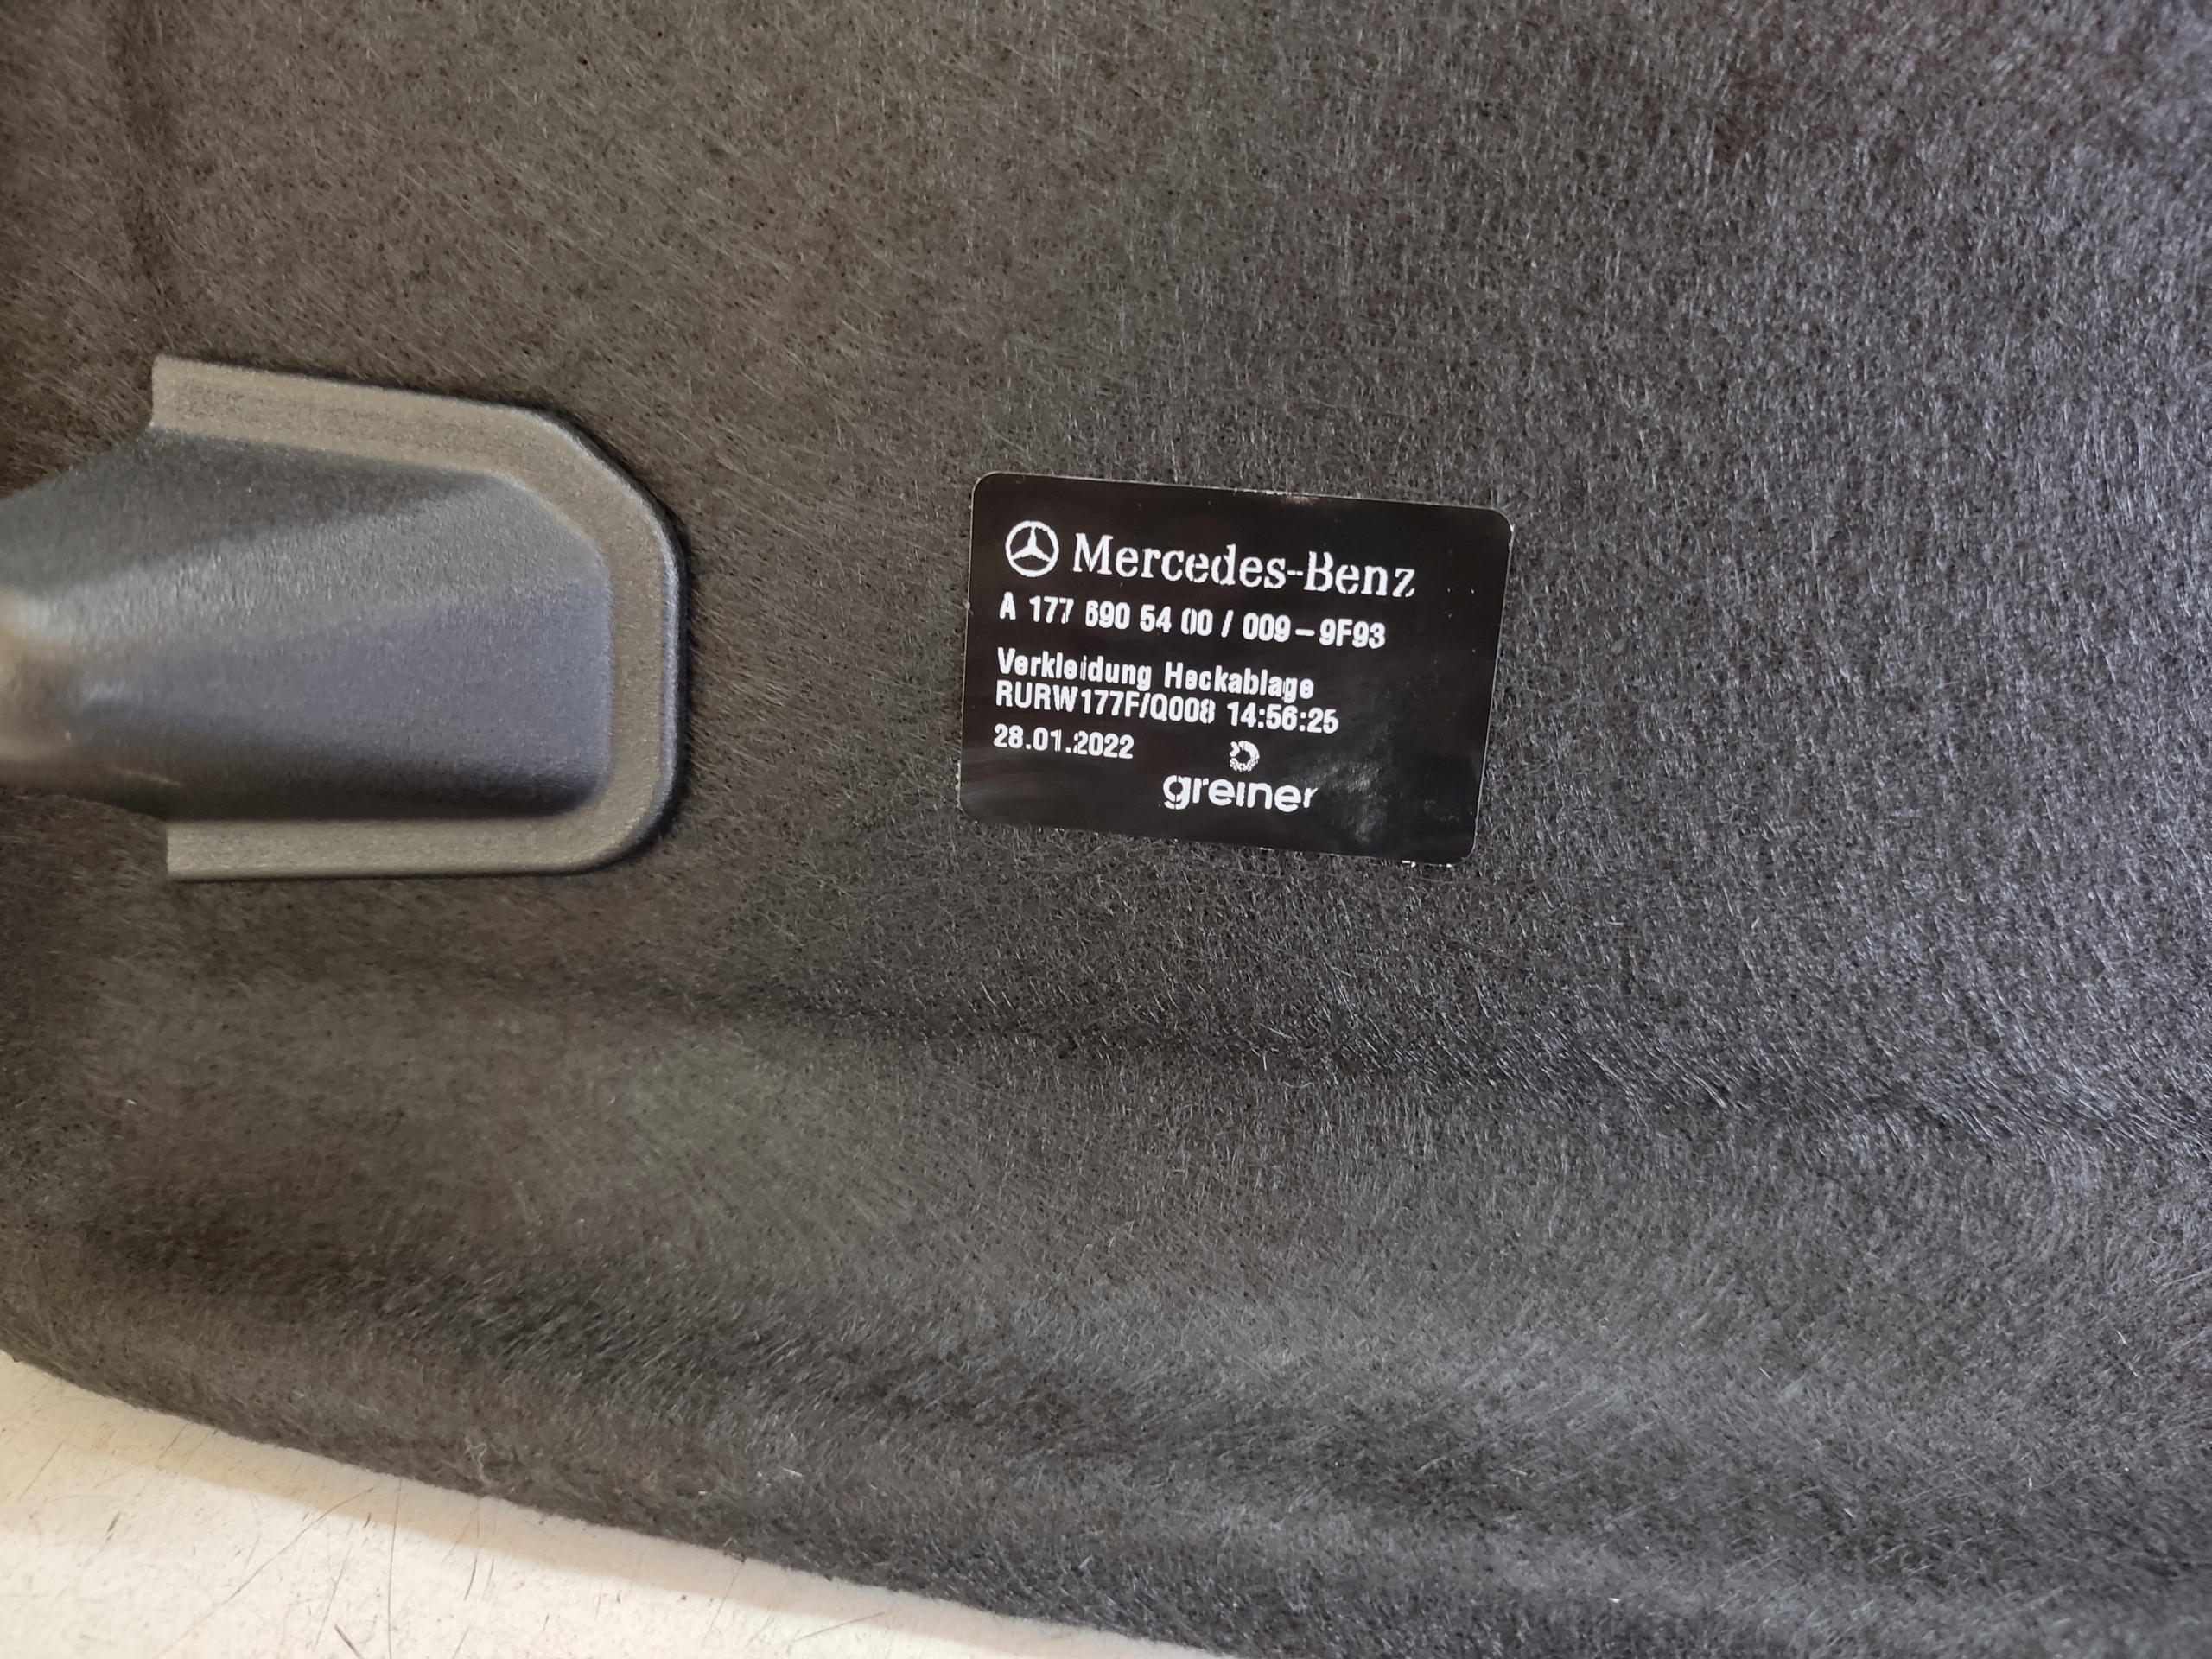 Mercedes-Benz
A 177 690 54 00 / 009 – 9F93
Verkleidung Heckablage
RURW177F/Q008 14:56:25
28.01.2022
greiner